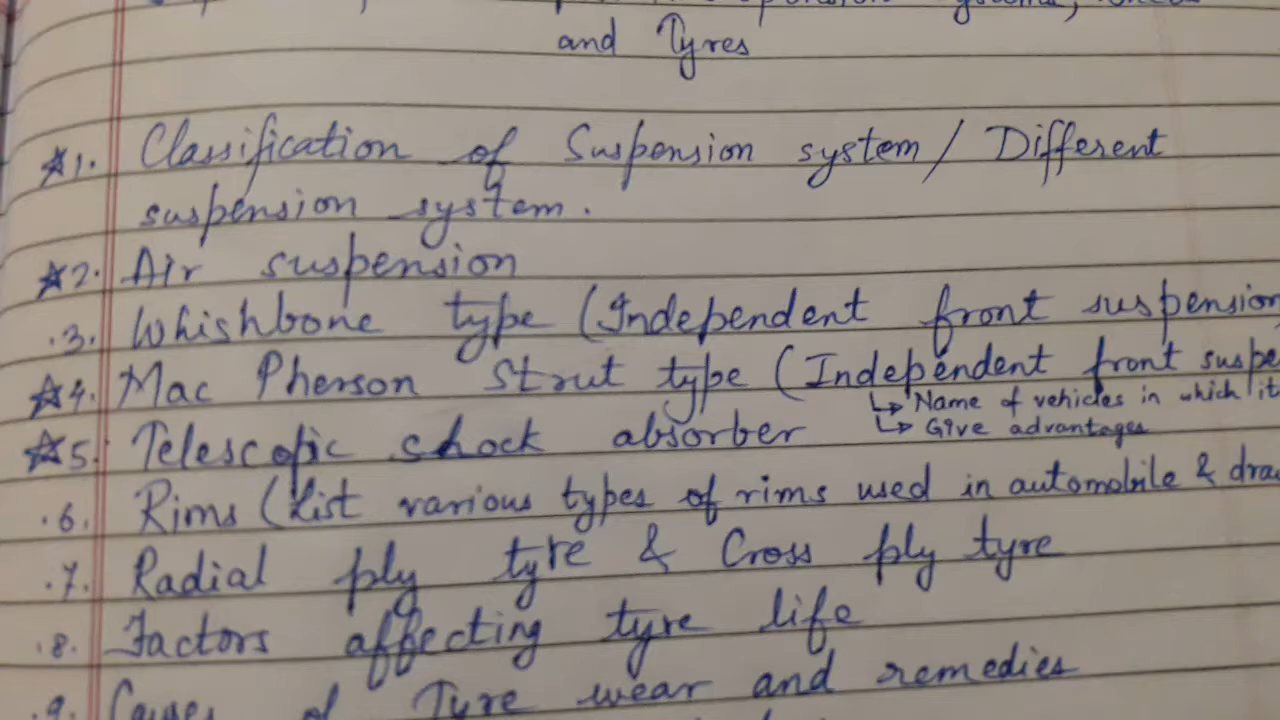 and Tyres
☆1. Classification of Suspension system / Different
suspension system.
☆2. Air suspension
.3. Whishbone type (Independent front suspension
☆4. Mac Pherson Strut type (Independent front suspe
↳ Name of vehicles in which it
↳ Give advantages
☆5. Telescopic shock absorber
.6. Rims (List various types of rims used in automobile & dra
.7. Radial ply tyre & Cross ply tyre
.8. Factors affecting tyre life
.9. Causes of Tyre wear and remedies